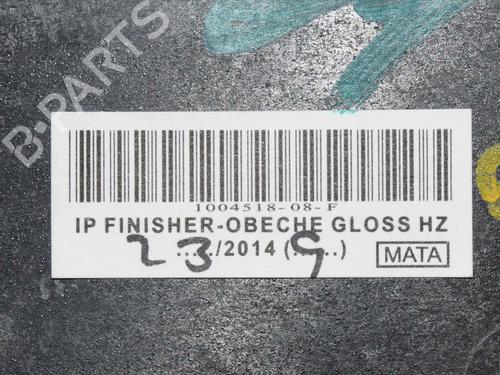 B-PARTS
1004518-08-F
IP FINISHER-OBECHE GLOSS HZ
23/2014 (9)
MATA